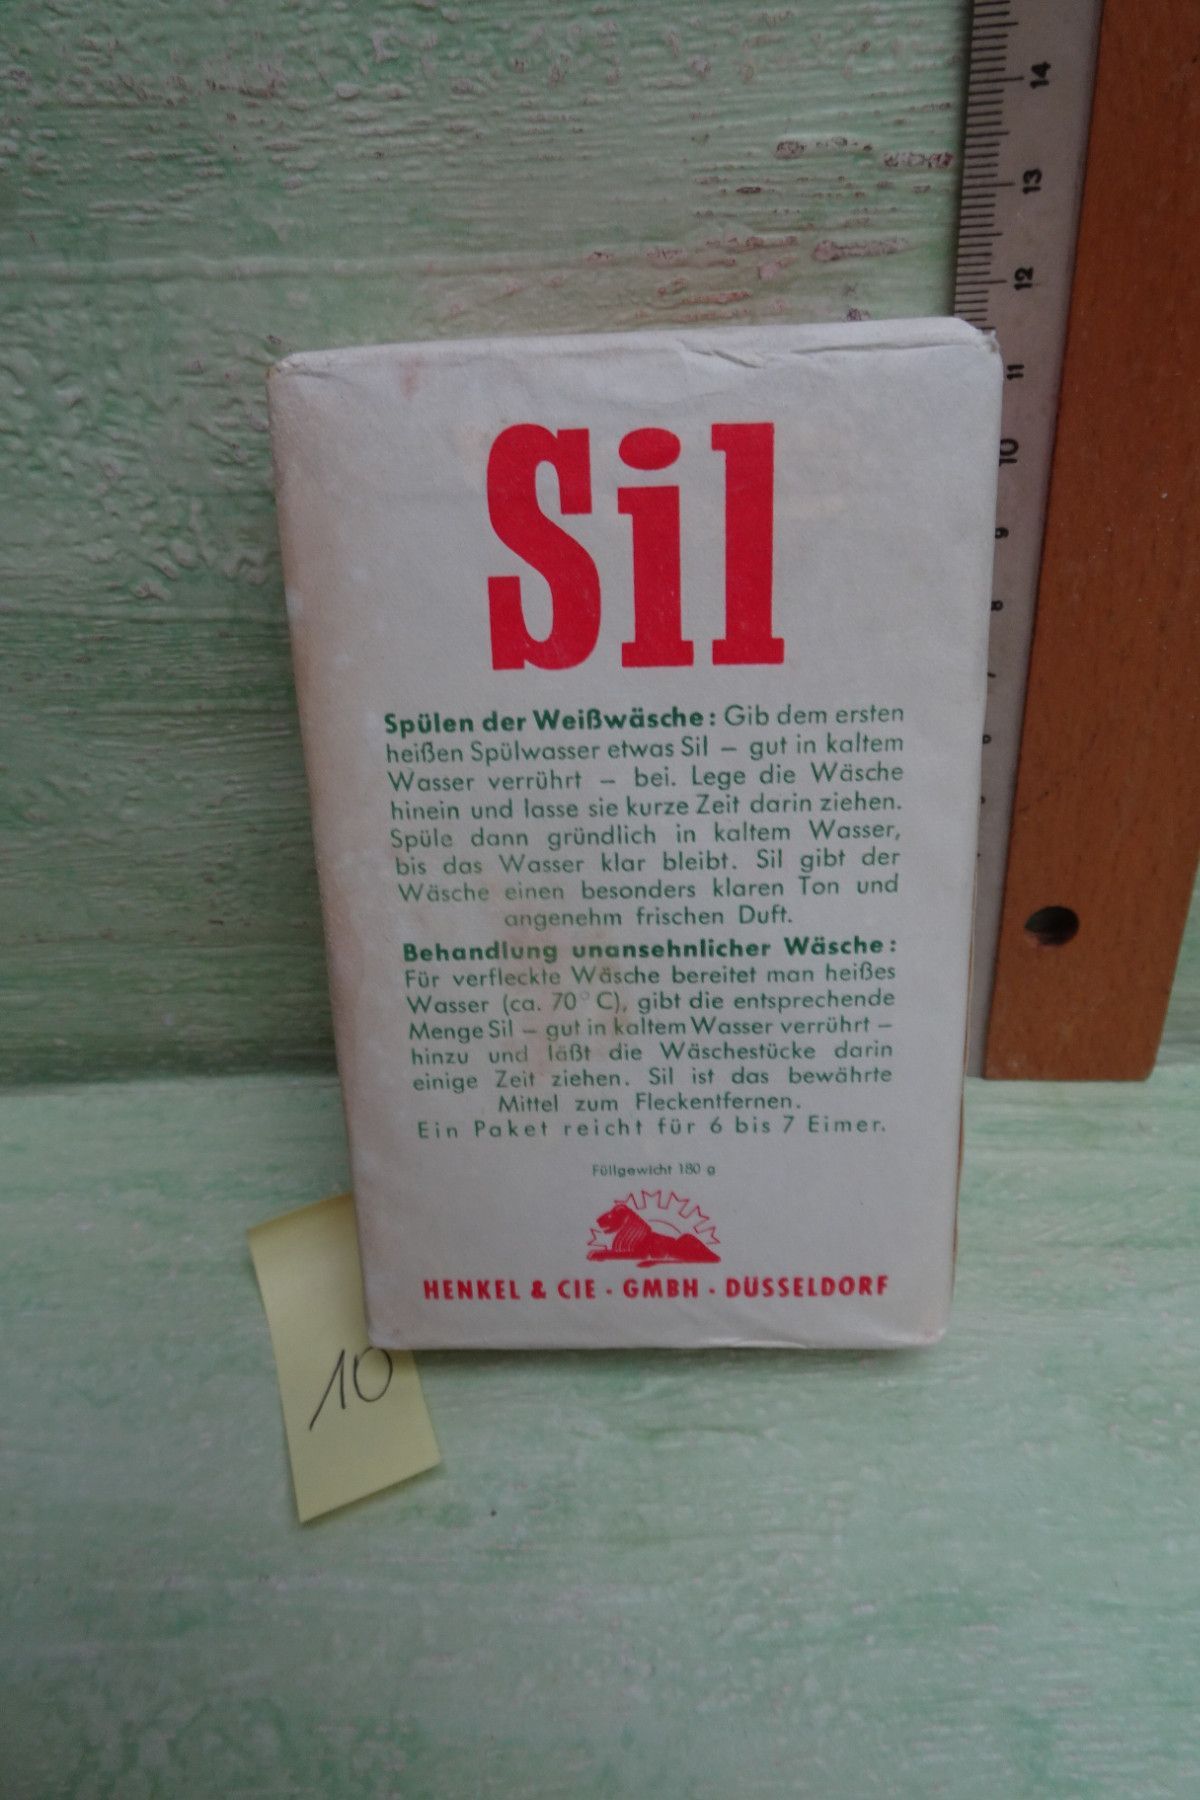 Sil
Spülen der Weißwäsche: Gib dem ersten
heißen Spülwasser etwas Sil – gut in kaltem
Wasser verrührt – bei. Lege die Wäsche
hinein und lasse sie kurze Zeit darin ziehen.
Spüle dann gründlich in kaltem Wasser,
bis das Wasser klar bleibt. Sil gibt der
Wäsche einen besonders klaren Ton und
angenehm frischen Duft.
Behandlung unansehnlicher Wäsche:
Für verfleckte Wäsche bereitet man heißes
Wasser (ca. 70° C), gibt die entsprechende
Menge Sil – gut in kaltem Wasser verrührt –
hinzu und läßt die Wäschestücke darin
einige Zeit ziehen. Sil ist das bewährte
Mittel zum Fleckentfernen.
Ein Paket reicht für 6 bis 7 Eimer.
Füllgewicht 180 g
HENKEL & CIE · GMBH · DÜSSELDORF
10
14
13
12
11
10
9
8
7
6